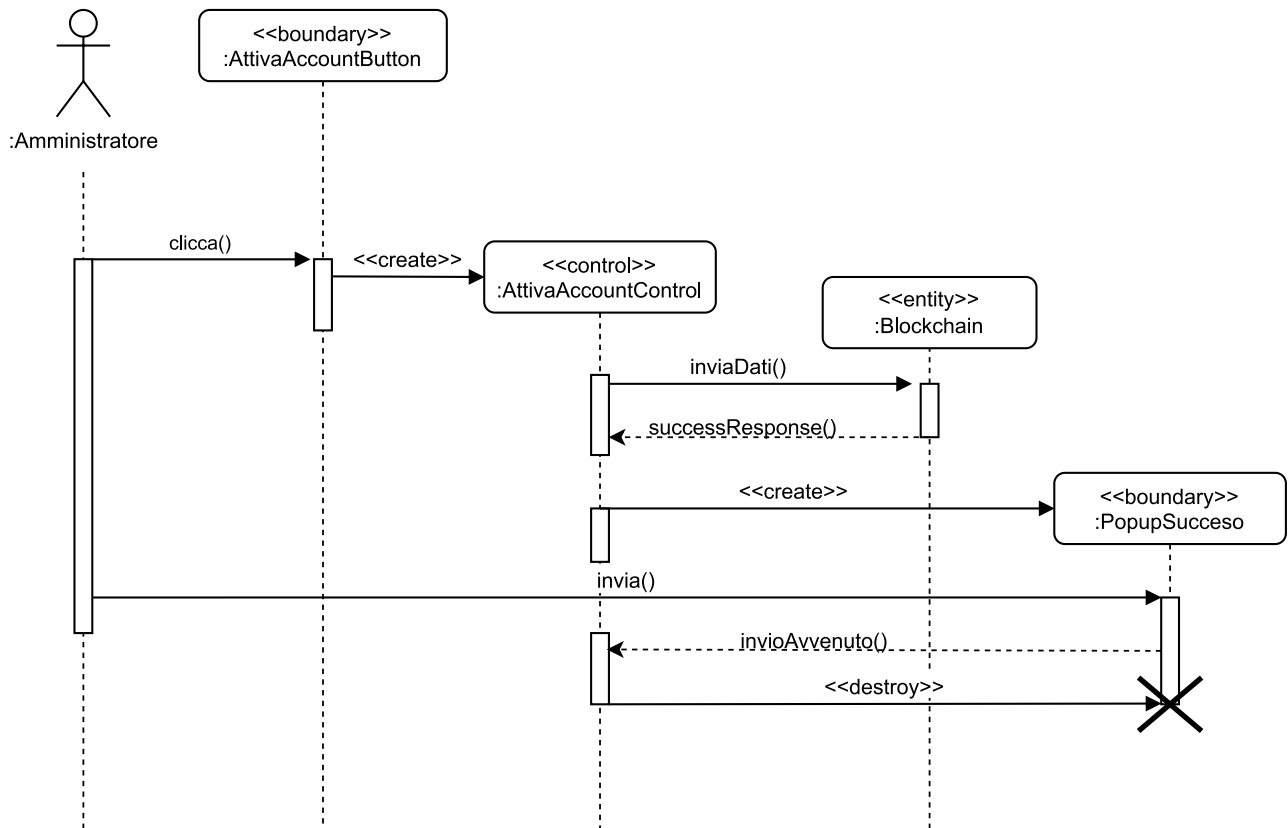 <<boundary>>
:AttivaAccountButton
:Amministratore
clicca()
<<create>>
<<control>>
:AttivaAccountControl
<<entity>>
:Blockchain
inviaDati()
successResponse()
<<create>>
<<boundary>>
:PopupSucceso
invia()
invioAvvenuto()
<<destroy>>